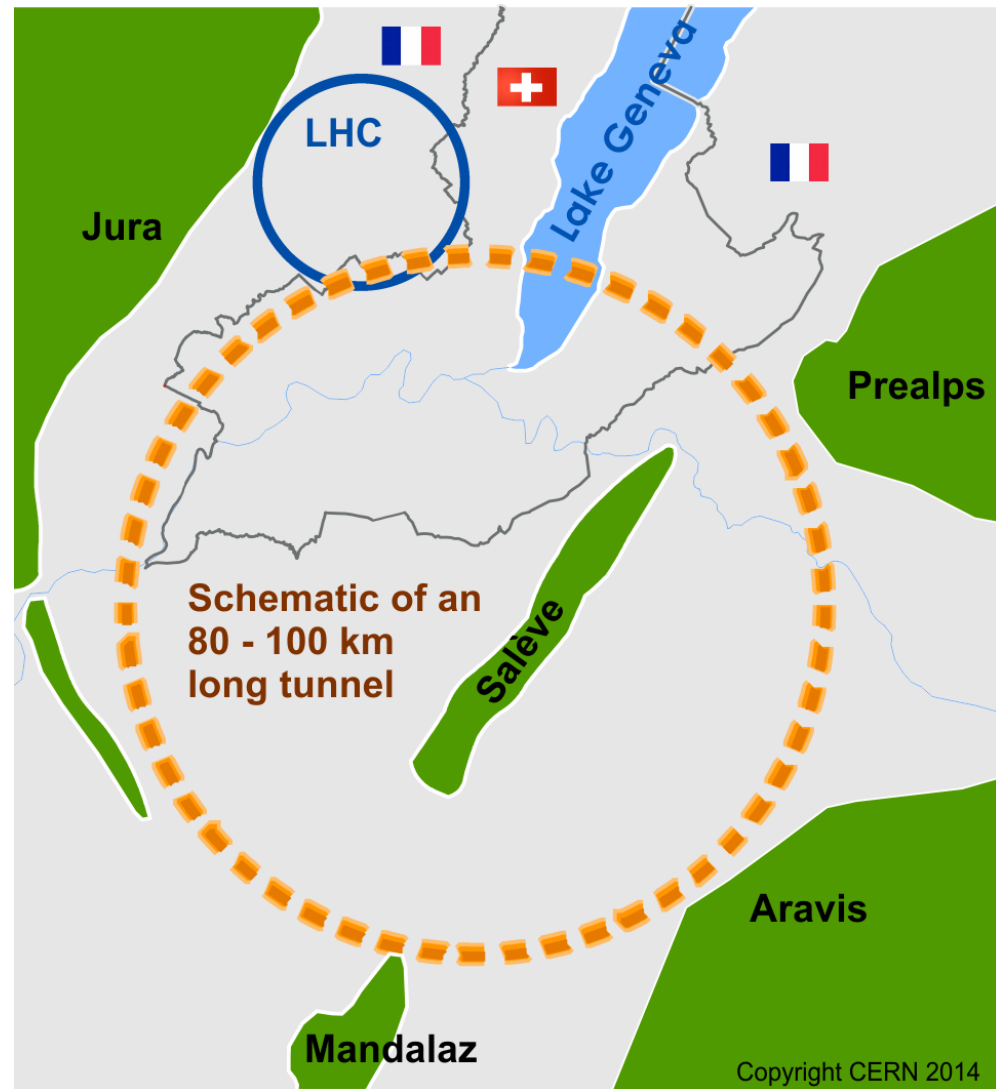 LHC
Lake Geneva
Jura
Prealps
Schematic of an
80 - 100 km
long tunnel
Salève
Aravis
Mandalaz
Copyright CERN 2014